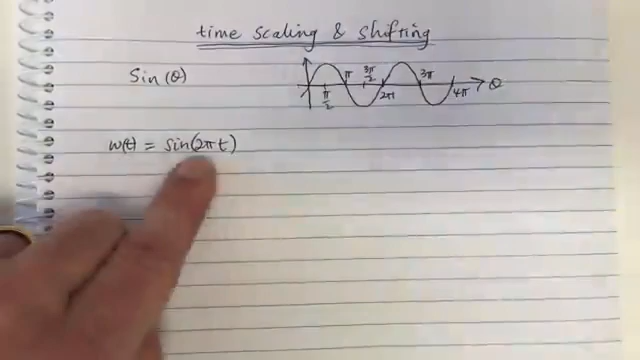 time scaling & shifting
Sin(θ)
π/2 π 3π/2 2π 3π 4π θ
w(t) = sin(2πt)